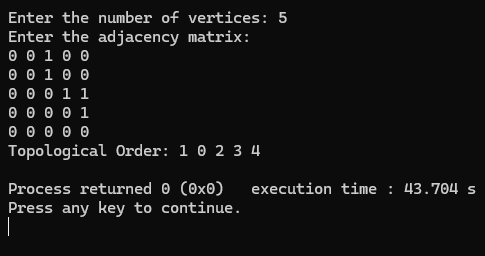 Enter the number of vertices: 5
Enter the adjacency matrix:
0 0 1 0 0
0 0 1 0 0
0 0 0 1 1
0 0 0 0 1
0 0 0 0 0
Topological Order: 1 0 2 3 4
Process returned 0 (0x0)   execution time : 43.704 s
Press any key to continue.